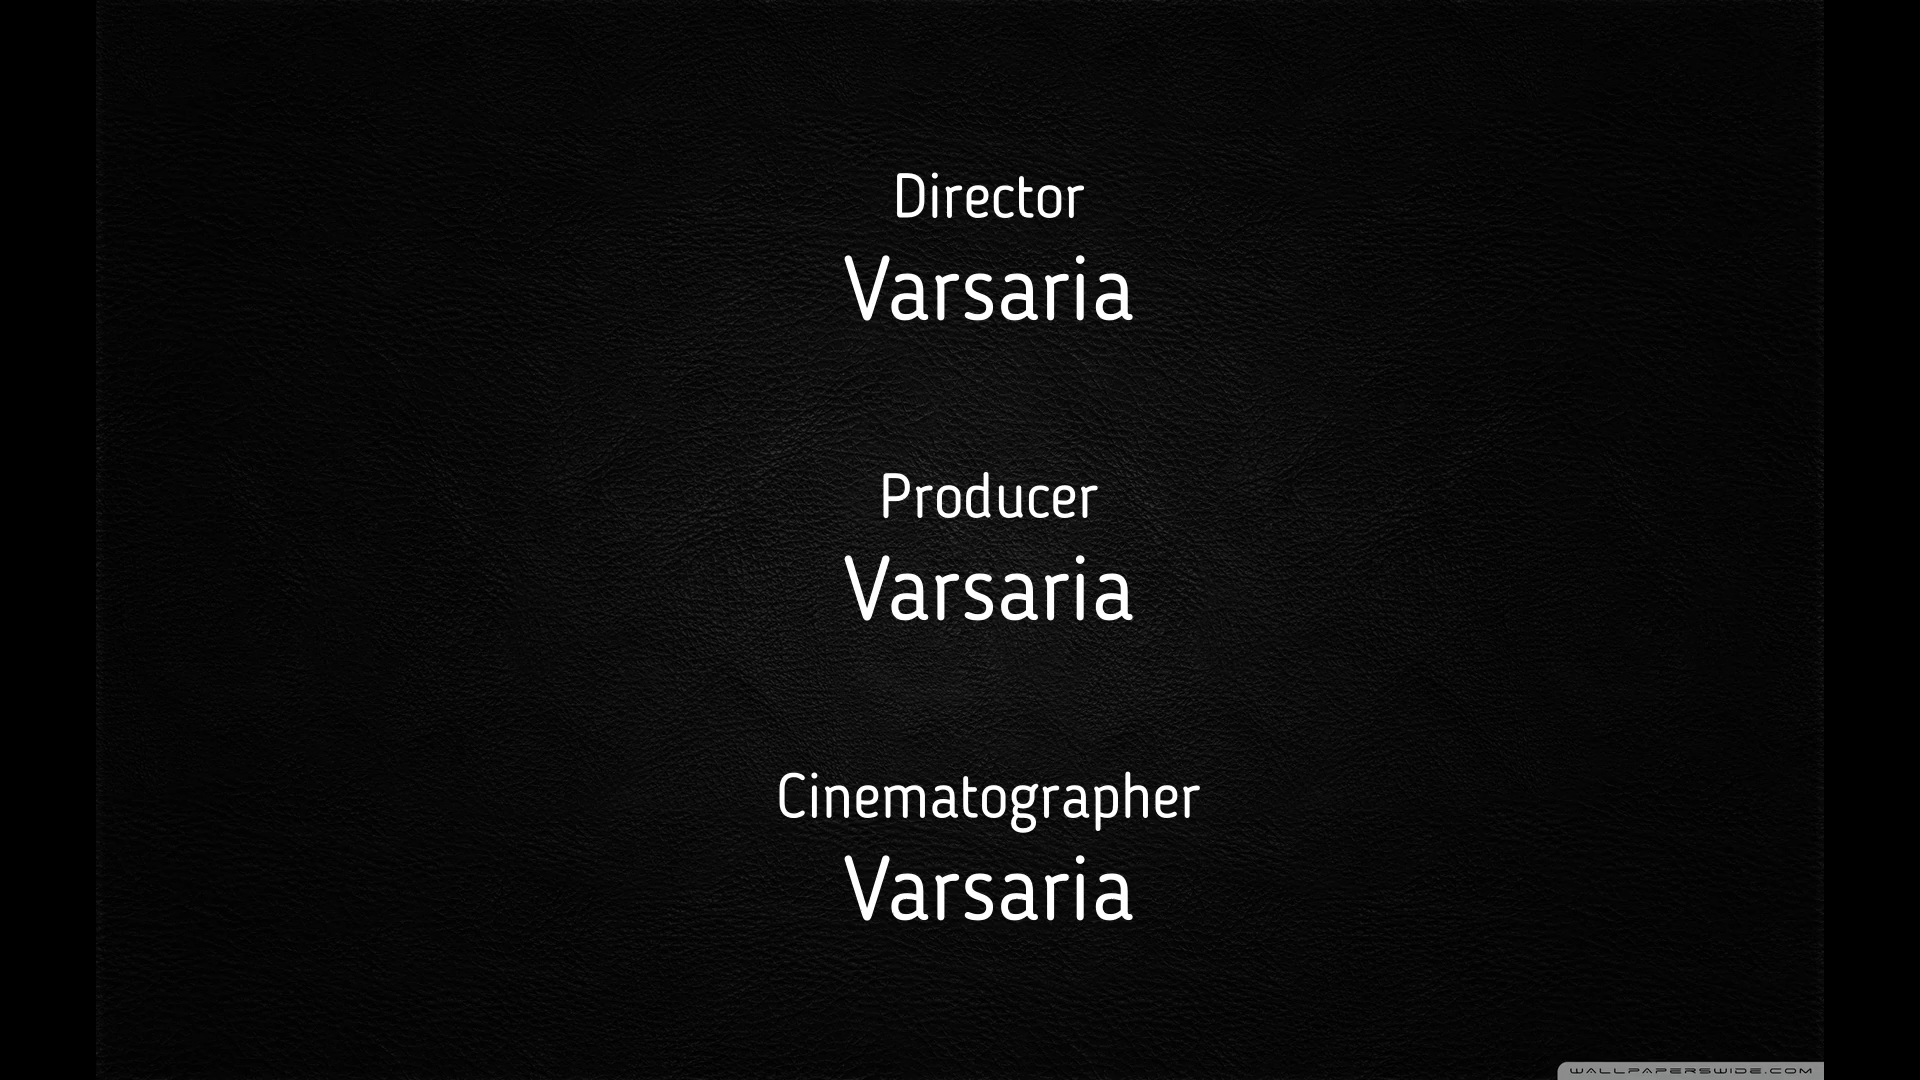 Director
Varsaria
Producer
Varsaria
Cinematographer
Varsaria
WALLPAPERSWIDE.COM